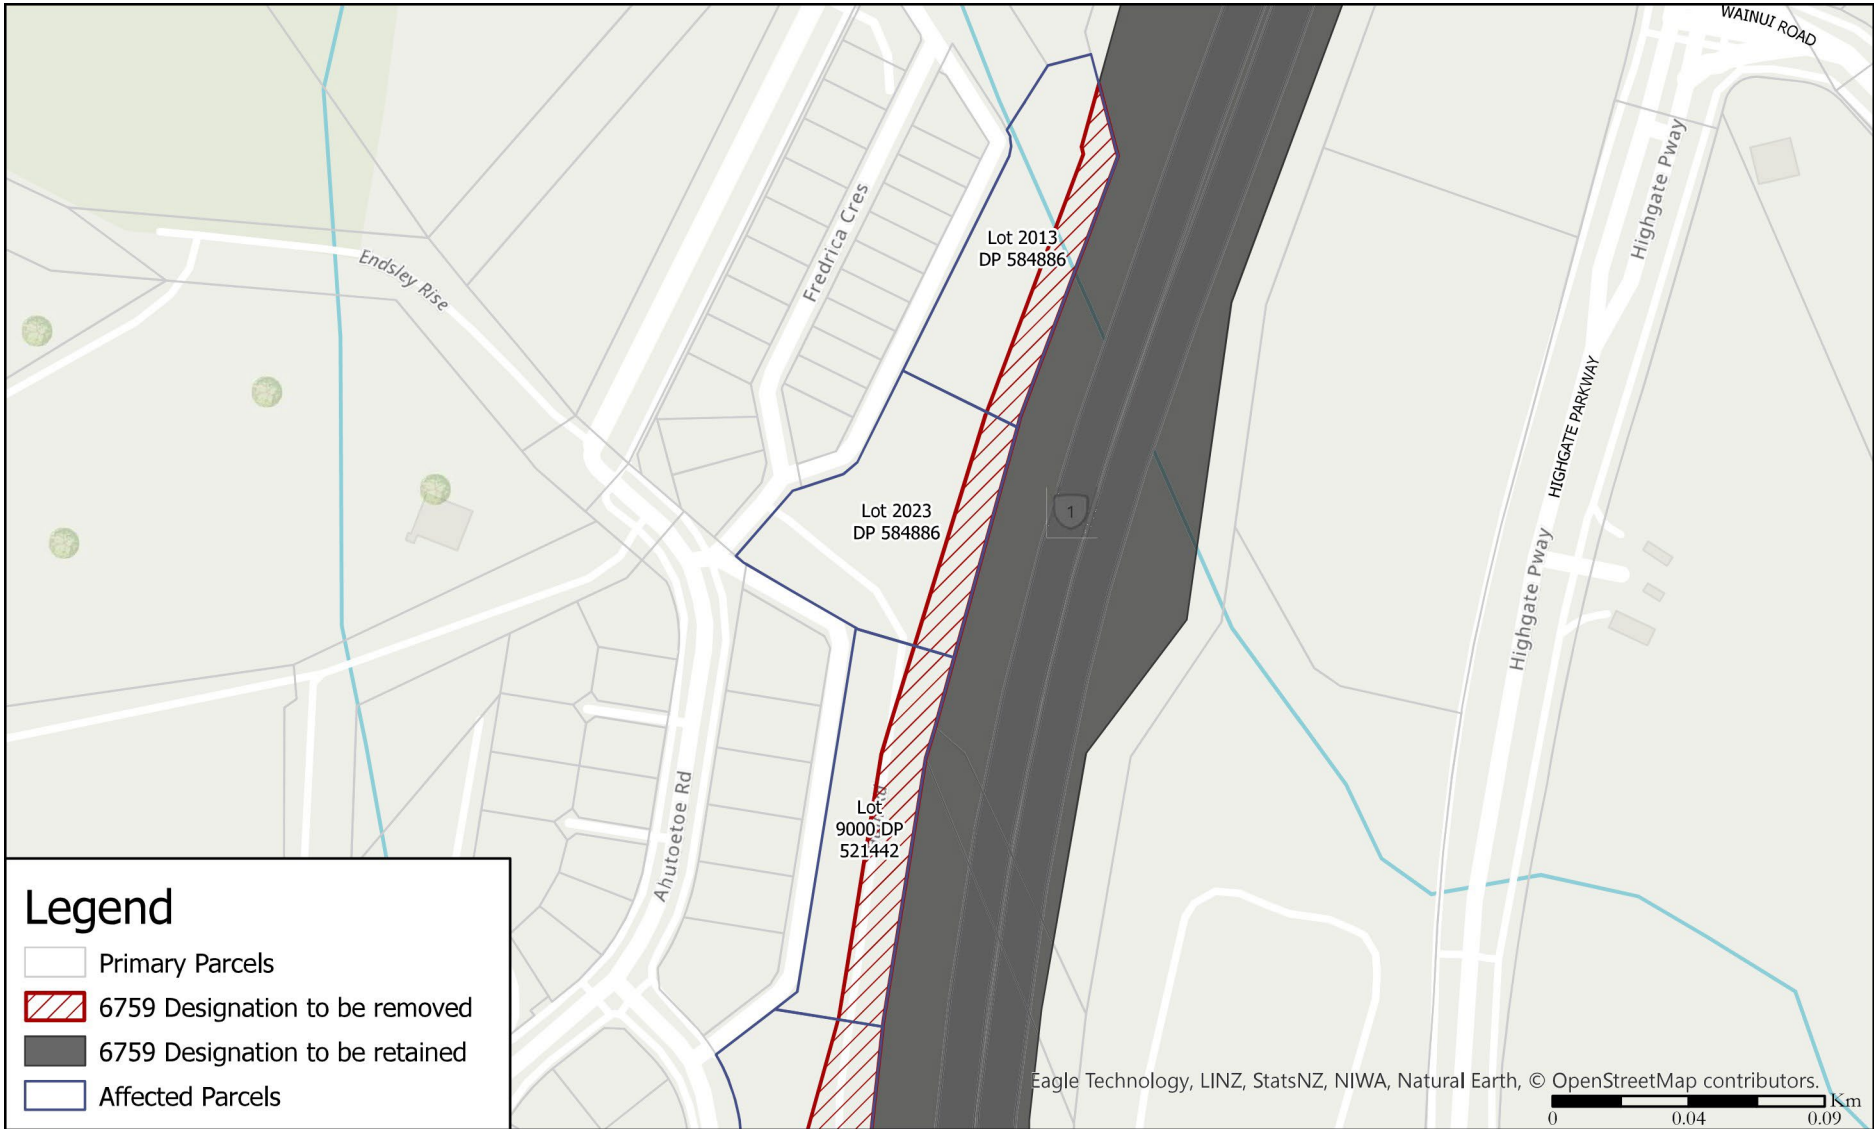 WAINUI ROAD
Highgate Pway
Fredrica Cres
Lot 2013
DP 584886
Endsley Rise
HIGHGATE PARKWAY
Lot 2023
DP 584886
1
Highgate Pway
Lot
9000 DP
521442
Ahutoetoe Rd
Legend
Primary Parcels
6759 Designation to be removed
6759 Designation to be retained
Affected Parcels
Eagle Technology, LINZ, StatsNZ, NIWA, Natural Earth, © OpenStreetMap contributors.
Km
0 0.04 0.09